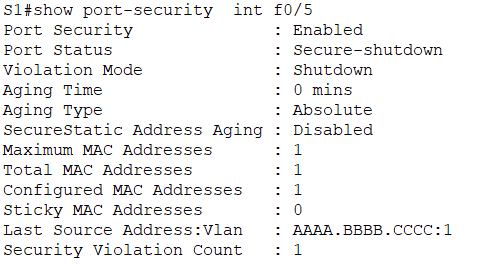 S1#show port-security  int f0/5
Port Security              : Enabled
Port Status                : Secure-shutdown
Violation Mode             : Shutdown
Aging Time                 : 0 mins
Aging Type                 : Absolute
SecureStatic Address Aging : Disabled
Maximum MAC Addresses      : 1
Total MAC Addresses        : 1
Configured MAC Addresses   : 1
Sticky MAC Addresses       : 0
Last Source Address:Vlan   : AAAA.BBBB.CCCC:1
Security Violation Count   : 1